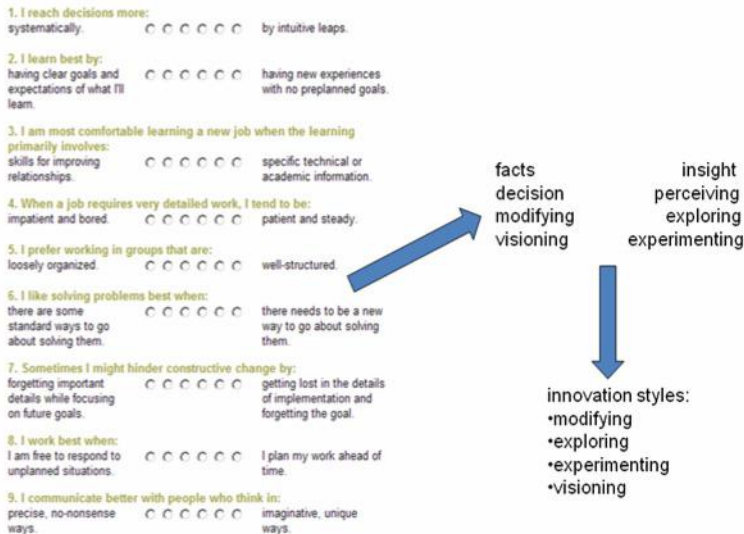 1. I reach decisions more:
systematically. by intuitive leaps.
2. I learn best by:
having clear goals and having new experiences
expectations of what I'll with no preplanned goals.
learn.
3. I am most comfortable learning a new job when the learning
primarily involves:
skills for improving specific technical or
relationships. academic information.
4. When a job requires very detailed work, I tend to be:
impatient and bored. patient and steady.
5. I prefer working in groups that are:
loosely organized. well-structured.
6. I like solving problems best when:
there are some there needs to be a new
standard ways to go way to go about solving
about solving them. them.
7. Sometimes I might hinder constructive change by:
forgetting important getting lost in the details
details while focusing of implementation and
on future goals. forgetting the goal.
8. I work best when:
I am free to respond to I plan my work ahead of
unplanned situations. time.
9. I communicate better with people who think in:
precise, no-nonsense imaginative, unique
ways. ways.
facts insight
decision perceiving
modifying exploring
visioning experimenting
innovation styles:
•modifying
•exploring
•experimenting
•visioning